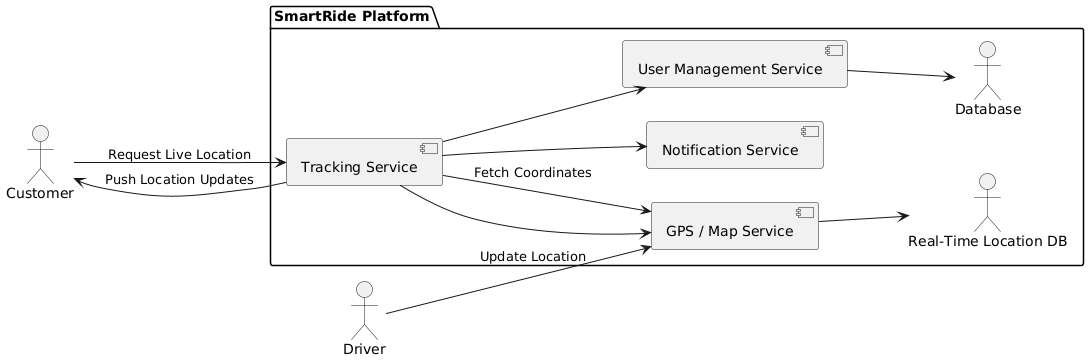 SmartRide Platform
User Management Service
Database
Notification Service
Tracking Service
Request Live Location
Push Location Updates
Customer
Fetch Coordinates
GPS / Map Service
Real-Time Location DB
Update Location
Driver